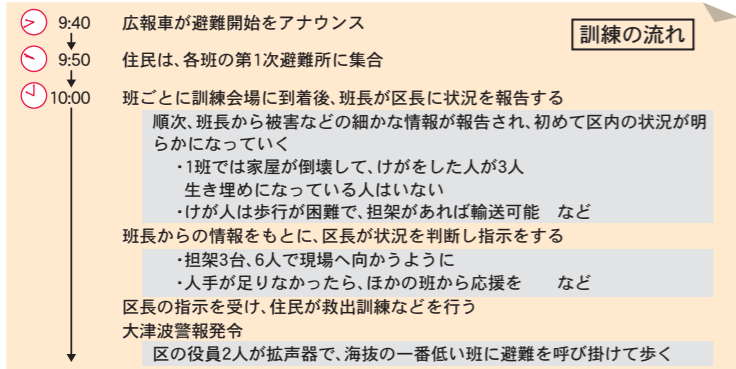 訓練の流れ
9:40 広報車が避難開始をアナウンス
9:50 住民は、各班の第1次避難所に集合
10:00 班ごとに訓練会場に到着後、班長が区長に状況を報告する
順次、班長から被害などの細かな情報が報告され、初めて区内の状況が明
らかになっていく
・1班では家屋が倒壊して、けがをした人が3人
生き埋めになっている人はいない
・けが人は歩行が困難で、担架があれば輸送可能 など
班長からの情報をもとに、区長が状況を判断し指示をする
・担架3台、6人で現場へ向かうように
・人手が足りなかったら、ほかの班から応援を など
区長の指示を受け、住民が救出訓練などを行う
大津波警報発令
区の役員2人が拡声器で、海抜の一番低い班に避難を呼び掛けて歩く